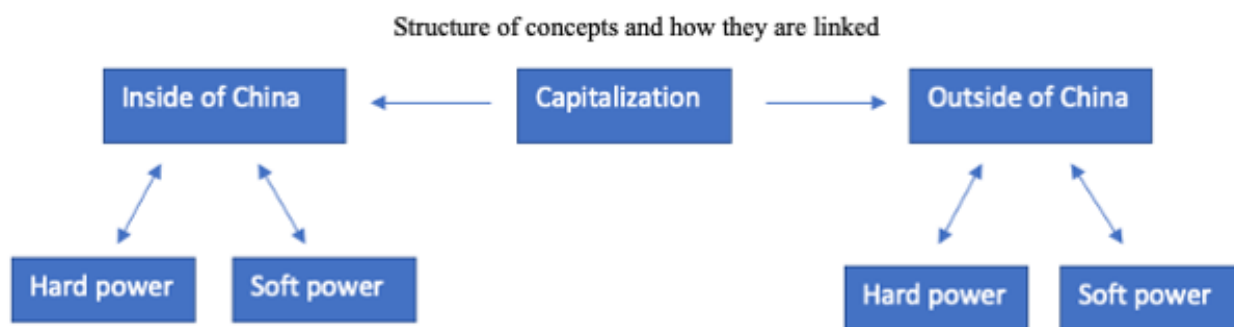 Structure of concepts and how they are linked
Inside of China
Capitalization
Outside of China
Hard power
Soft power
Hard power
Soft power